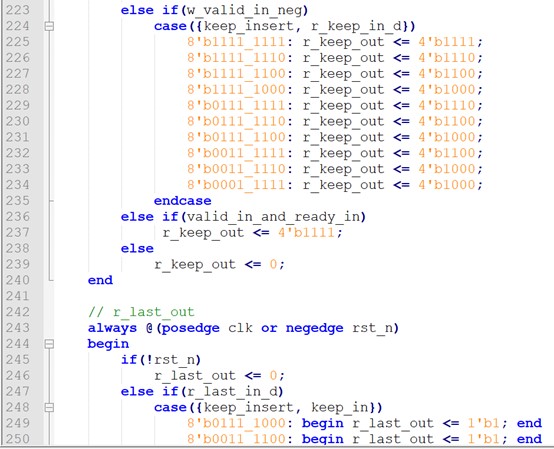 223 else if(w_valid_in_neg)
224 case({keep_insert, r_keep_in_d})
225 8'b1111_1111: r_keep_out <= 4'b1111;
226 8'b1111_1110: r_keep_out <= 4'b1110;
227 8'b1111_1100: r_keep_out <= 4'b1100;
228 8'b1111_1000: r_keep_out <= 4'b1000;
229 8'b0111_1111: r_keep_out <= 4'b1110;
230 8'b0111_1110: r_keep_out <= 4'b1100;
231 8'b0111_1100: r_keep_out <= 4'b1000;
232 8'b0011_1111: r_keep_out <= 4'b1100;
233 8'b0011_1110: r_keep_out <= 4'b1000;
234 8'b0001_1111: r_keep_out <= 4'b1000;
235 endcase
236 else if(valid_in_and_ready_in)
237 r_keep_out <= 4'b1111;
238 else
239 r_keep_out <= 0;
240 end
241
242 // r_last_out
243 always @(posedge clk or negedge rst_n)
244 begin
245 if(!rst_n)
246 r_last_out <= 0;
247 else if(r_last_in_d)
248 case({keep_insert, keep_in})
249 8'b0111_1000: begin r_last_out <= 1'b1; end
250 8'b0011_1100: begin r_last_out <= 1'b1; end